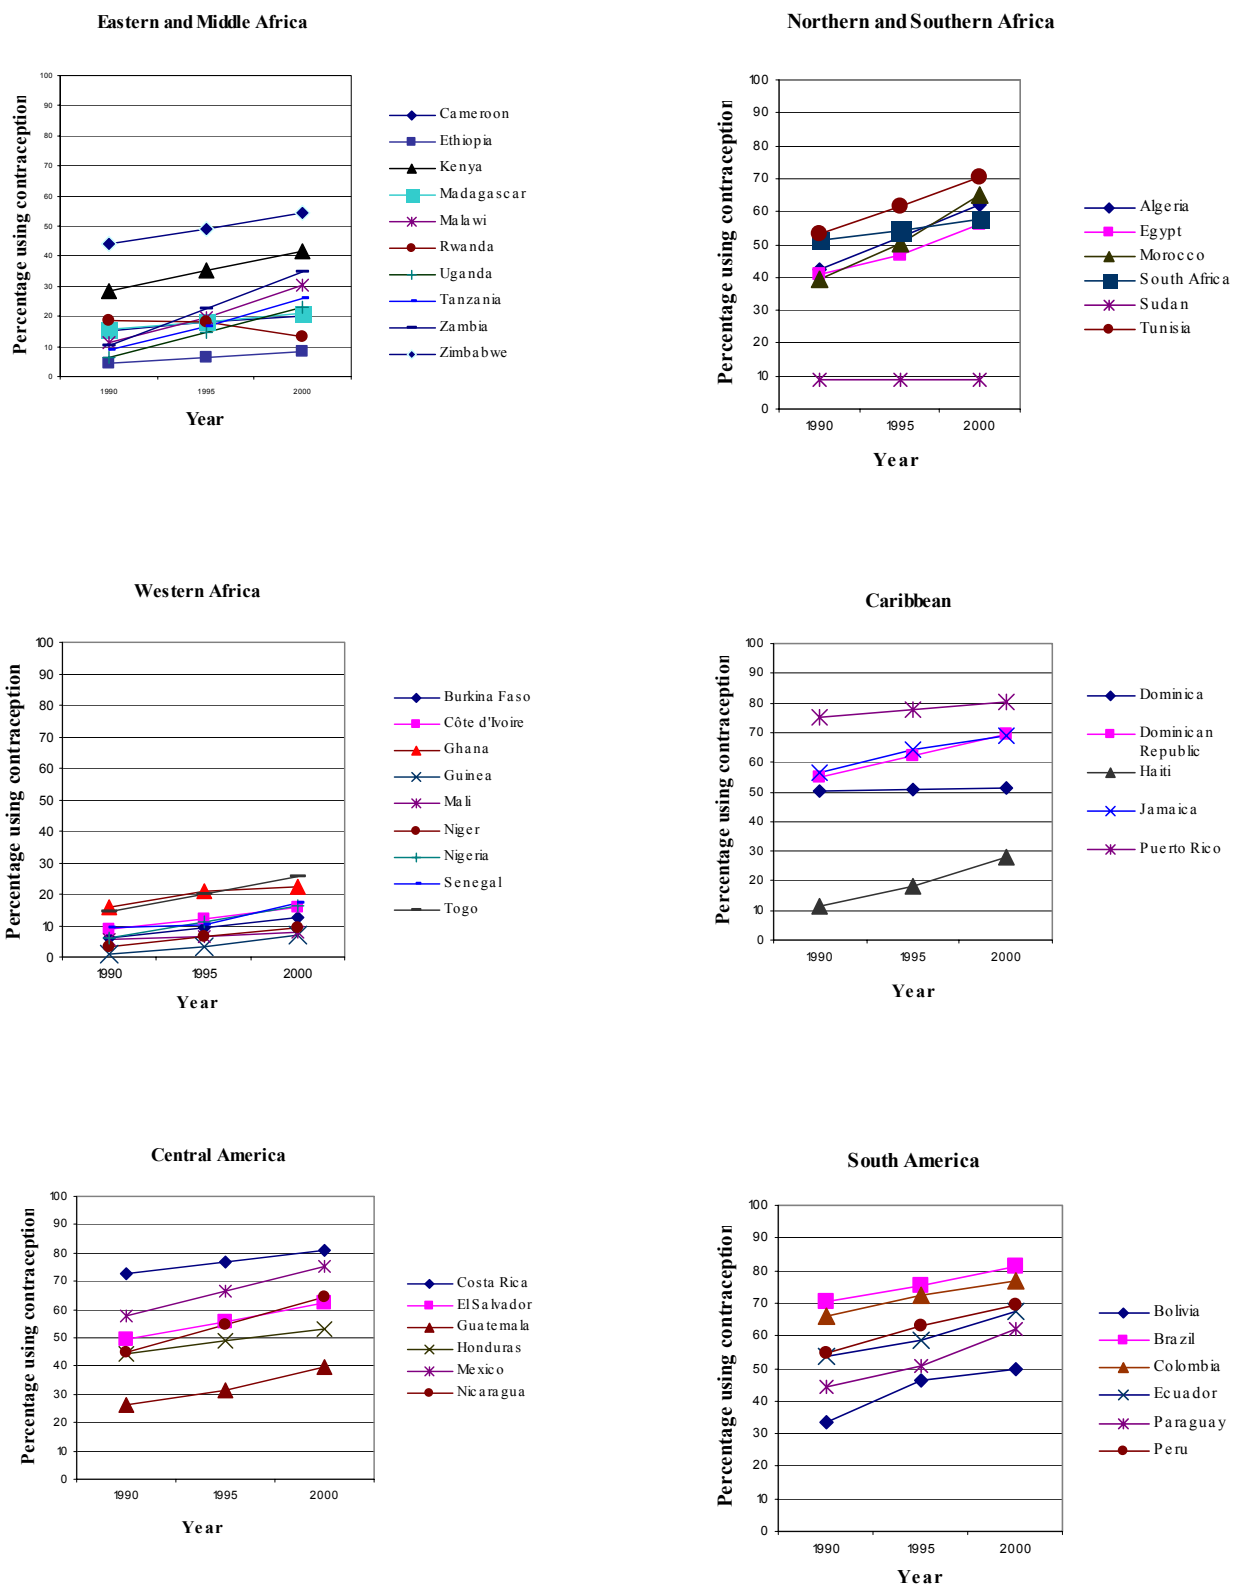 Eastern and Middle Africa
Percentage using contraception
100
90
80
70
60
50
40
30
20
10
0
1990
1995
2000
Year
Cameroon
Ethiopia
Kenya
Madagascar
Malawi
Rwanda
Uganda
Tanzania
Zambia
Zimbabwe
Northern and Southern Africa
Percentage using contraception
100
90
80
70
60
50
40
30
20
10
0
1990
1995
2000
Year
Algeria
Egypt
Morocco
South Africa
Sudan
Tunisia
Western Africa
Percentage using contraception
100
90
80
70
60
50
40
30
20
10
0
1990
1995
2000
Year
Burkina Faso
Côte d'Ivoire
Ghana
Guinea
Mali
Niger
Nigeria
Senegal
Togo
Caribbean
Percentage using contraception
100
90
80
70
60
50
40
30
20
10
0
1990
1995
2000
Year
Dominica
Dominican
Republic
Haiti
Jamaica
Puerto Rico
Central America
Percentage using contraception
100
90
80
70
60
50
40
30
20
10
0
1990
1995
2000
Year
Costa Rica
El Salvador
Guatemala
Honduras
Mexico
Nicaragua
South America
Percentage using contraception
100
90
80
70
60
50
40
30
20
10
0
1990
1995
2000
Year
Bolivia
Brazil
Colombia
Ecuador
Paraguay
Peru